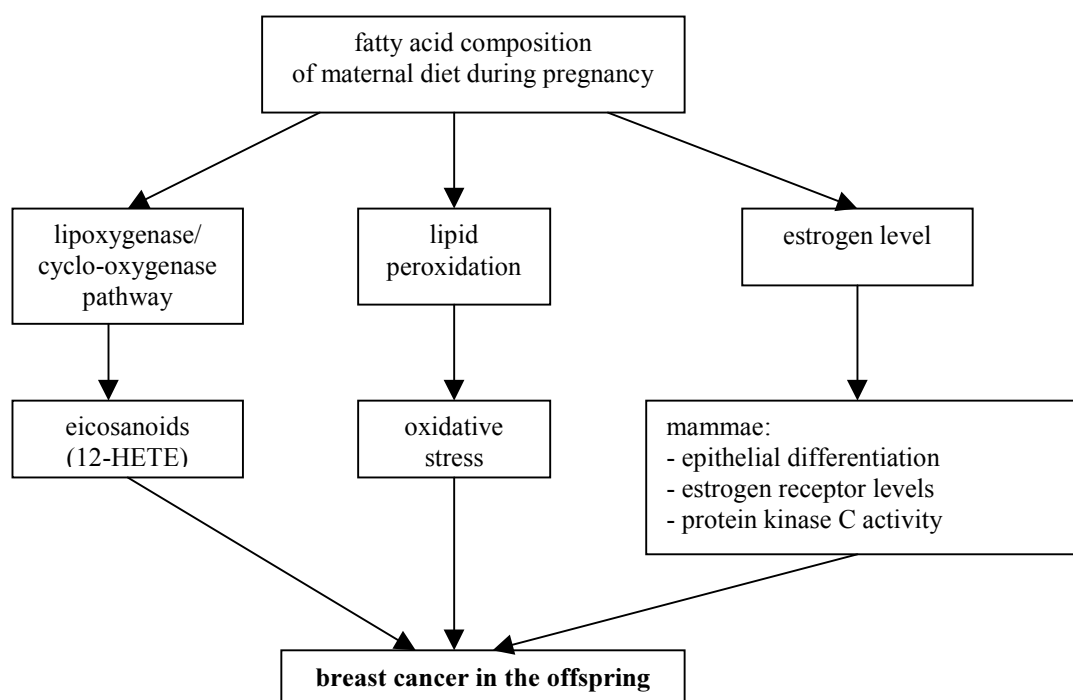 fatty acid composition
of maternal diet during pregnancy
lipoxygenase/
cyclo-oxygenase
pathway
lipid
peroxidation
estrogen level
eicosanoids
(12-HETE)
oxidative
stress
mammae:
- epithelial differentiation
- estrogen receptor levels
- protein kinase C activity
breast cancer in the offspring